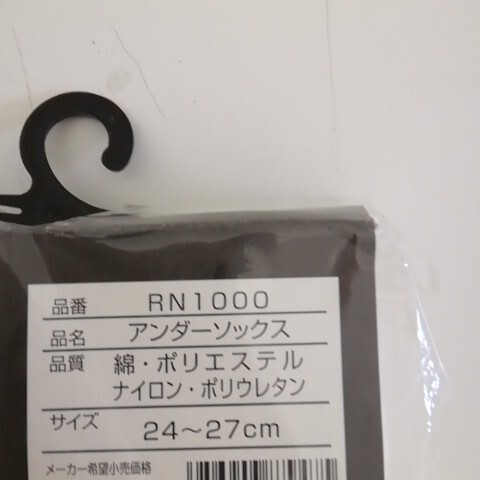 品番 RN1000
品名 アンダーソックス
品質 綿・ポリエステル
ナイロン・ポリウレタン
サイズ 24～27cm
メーカー希望小売価格